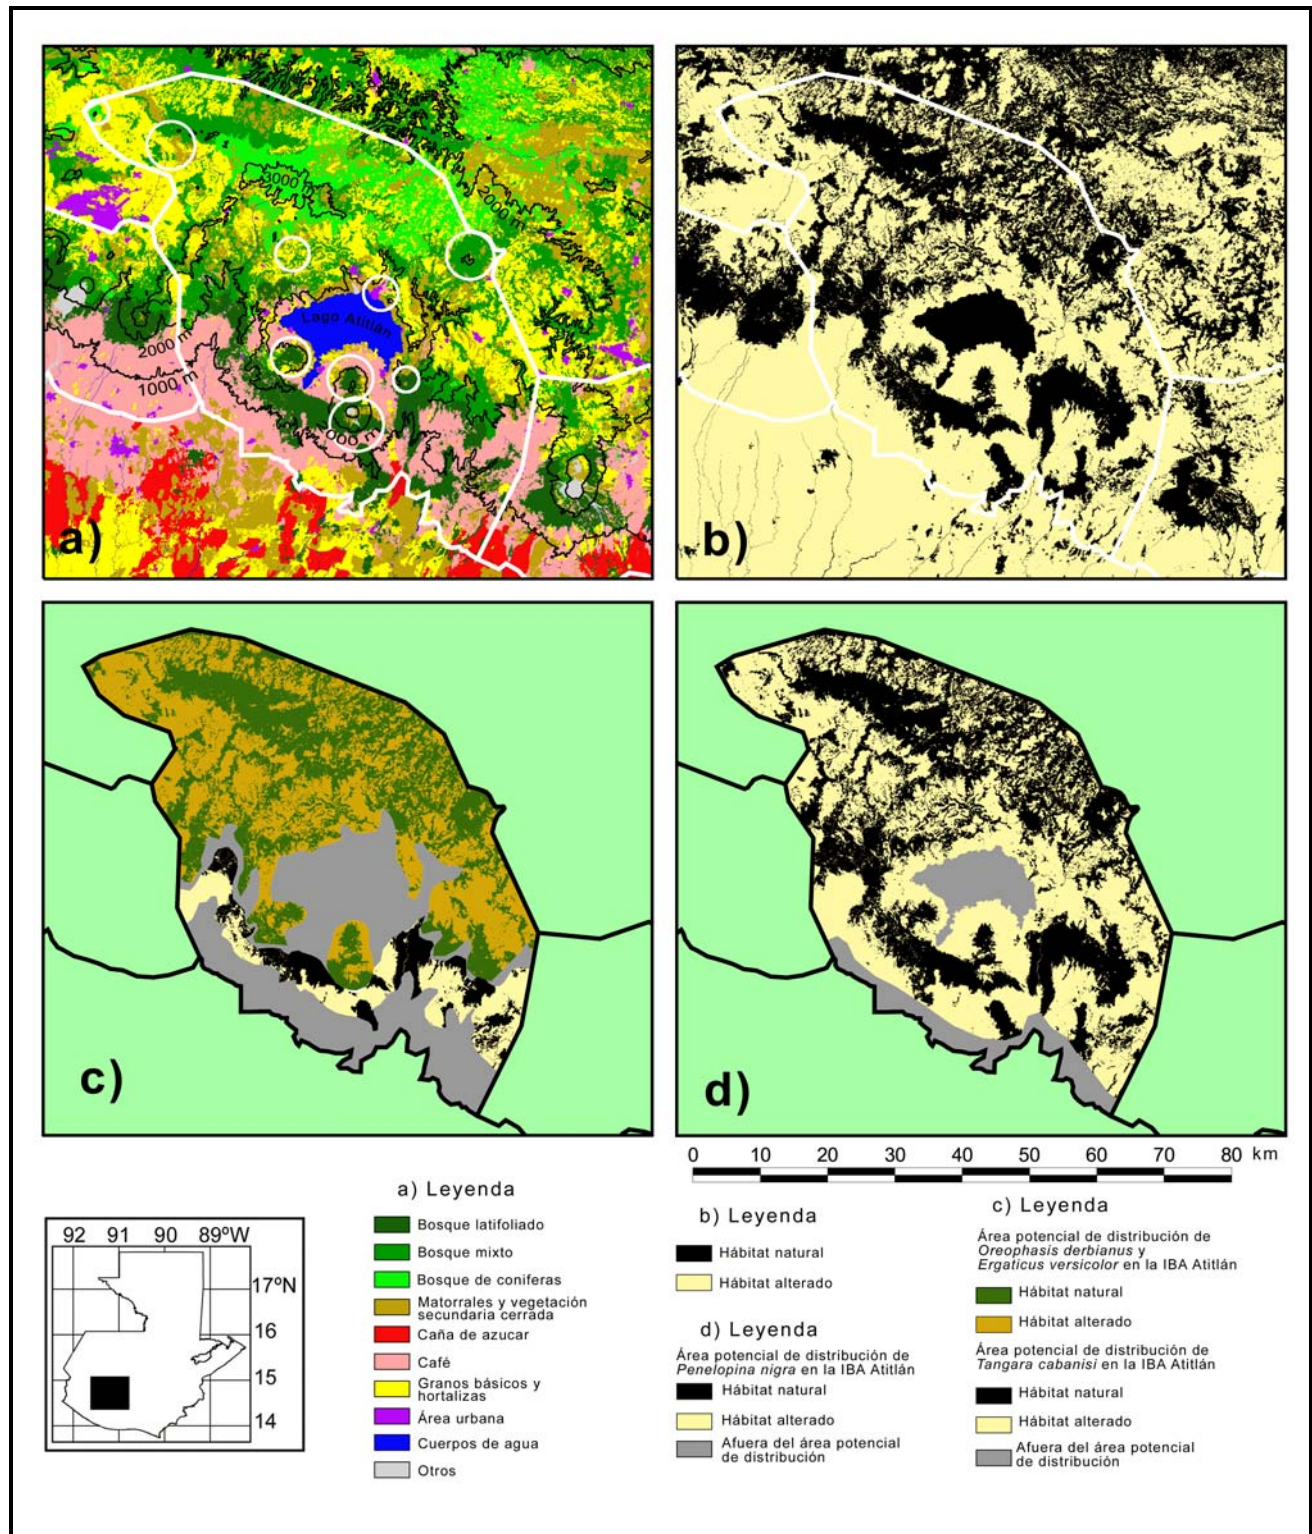 3000 m
2000 m
Lago Atitlán
2000 m
1000 m
000 m
a)
b)
c)
d)
0 10 20 30 40 50 60 70 80 km
a) Leyenda
Bosque latifoliado
Bosque mixto
Bosque de coniferas
Matorrales y vegetación
secundaria cerrada
Caña de azucar
Café
Granos básicos y
hortalizas
Área urbana
Cuerpos de agua
Otros
92 91 90 89ºW
17ºN
16
15
14
b) Leyenda
Hábitat natural
Hábitat alterado
d) Leyenda
Área potencial de distribución de
Penelopina nigra en la IBA Atitlán
Hábitat natural
Hábitat alterado
Afuera del área potencial
de distribución
c) Leyenda
Área potencial de distribución de
Oreophasis derbianus y
Ergaticus versicolor en la IBA Atitlán
Hábitat natural
Hábitat alterado
Área potencial de distribución de
Tangara cabanisi en la IBA Atitlán
Hábitat natural
Hábitat alterado
Afuera del área potencial
de distribución